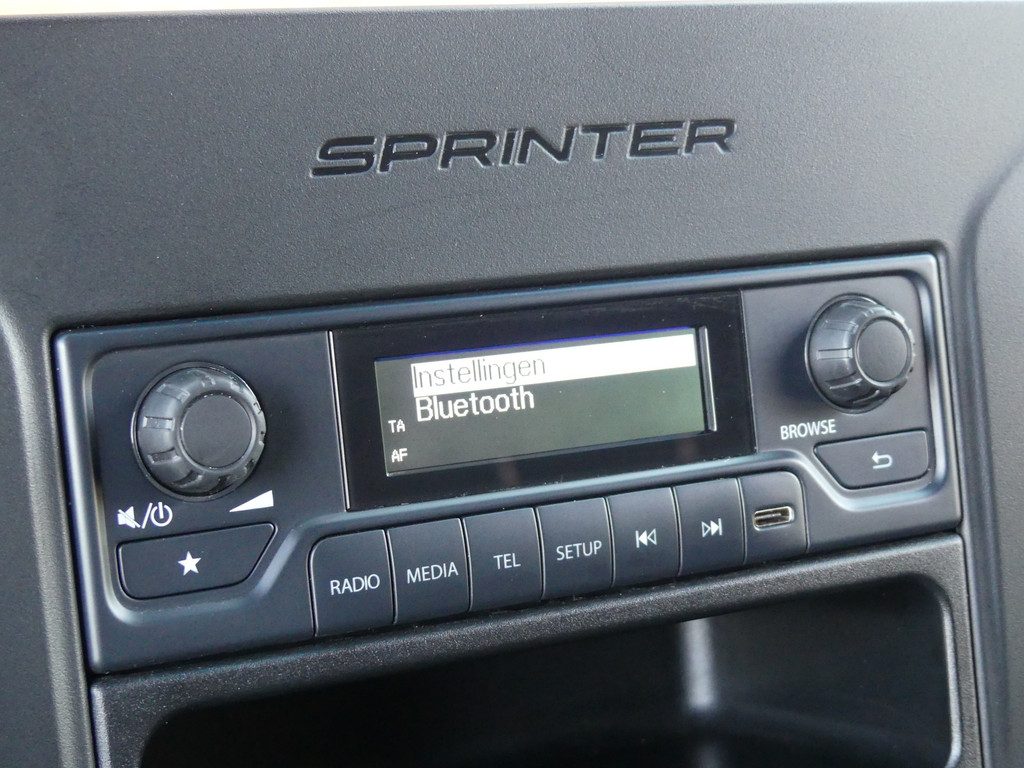 SPRINTER
Instellingen
Bluetooth
TA
AF
BROWSE
RADIO
MEDIA
TEL
SETUP